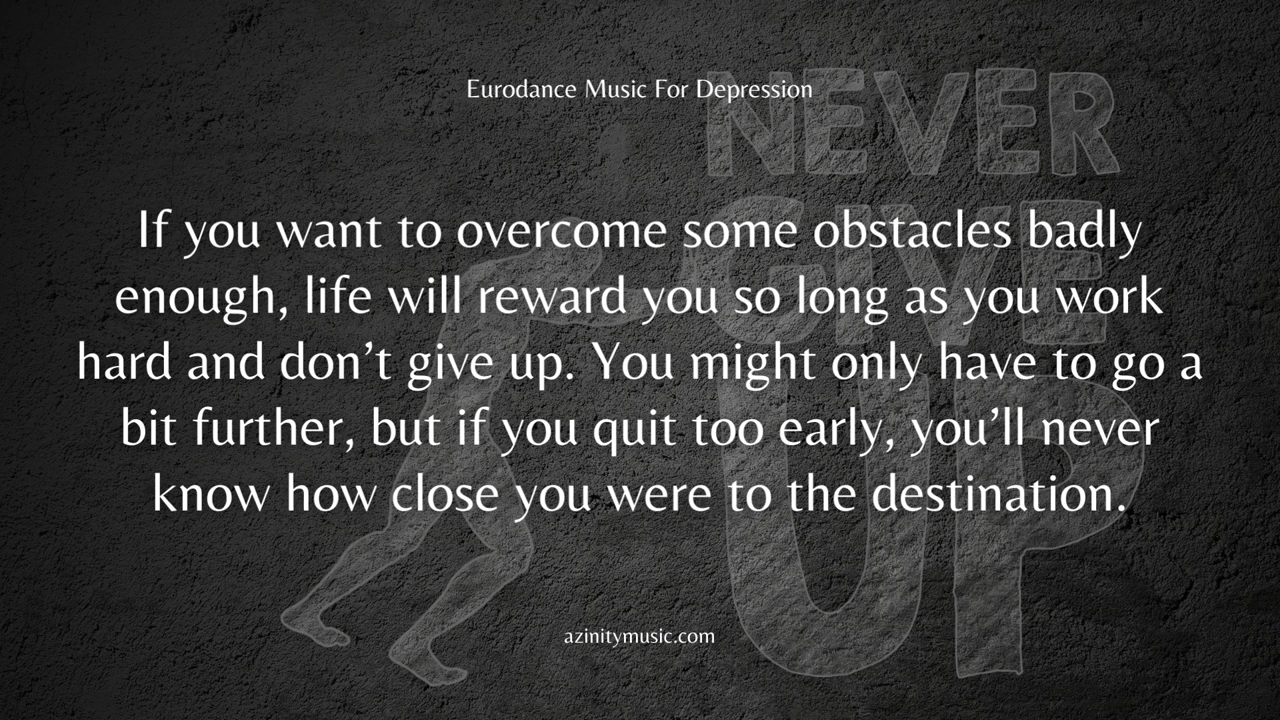 Eurodance Music For Depression
NEVER
GIVE
UP
If you want to overcome some obstacles badly
enough, life will reward you so long as you work
hard and don’t give up. You might only have to go a
bit further, but if you quit too early, you’ll never
know how close you were to the destination.
azinitymusic.com